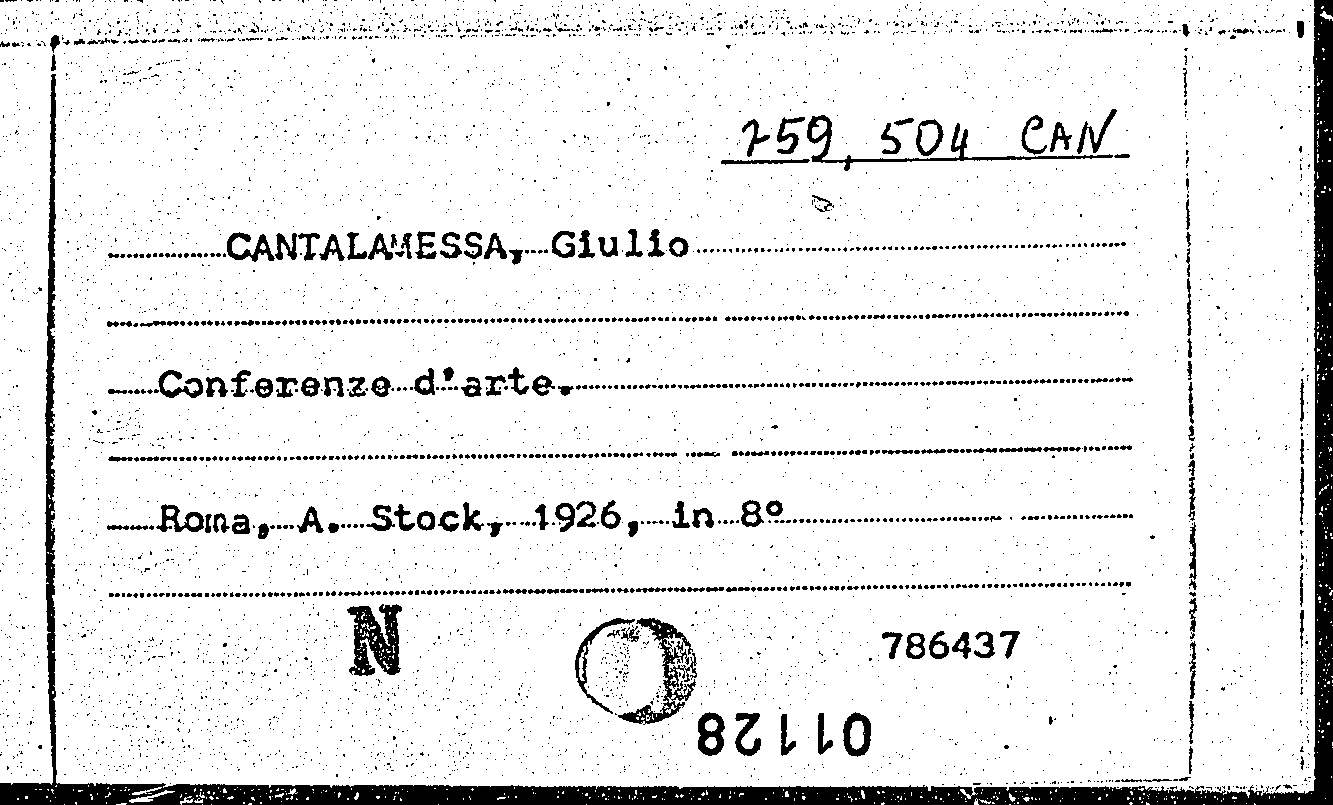 759,504 CAN
CANTALAMESSA, Giulio
Conferenze d'arte.
Roma, A. Stock, 1926, in 8°
N
786437
01128